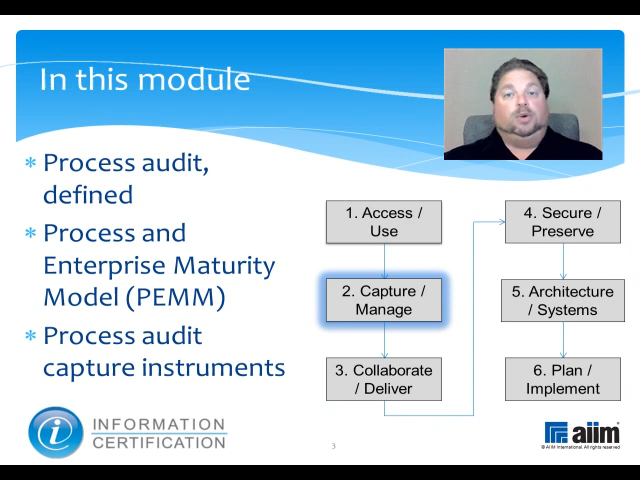 In this module
* Process audit,
defined
* Process and
Enterprise Maturity
Model (PEMM)
* Process audit
capture instruments
1. Access /
Use
2. Capture /
Manage
3. Collaborate
/ Deliver
4. Secure /
Preserve
5. Architecture
/ Systems
6. Plan /
Implement
i
INFORMATION
CERTIFICATION
3
aiim
© AIIM International. All rights reserved